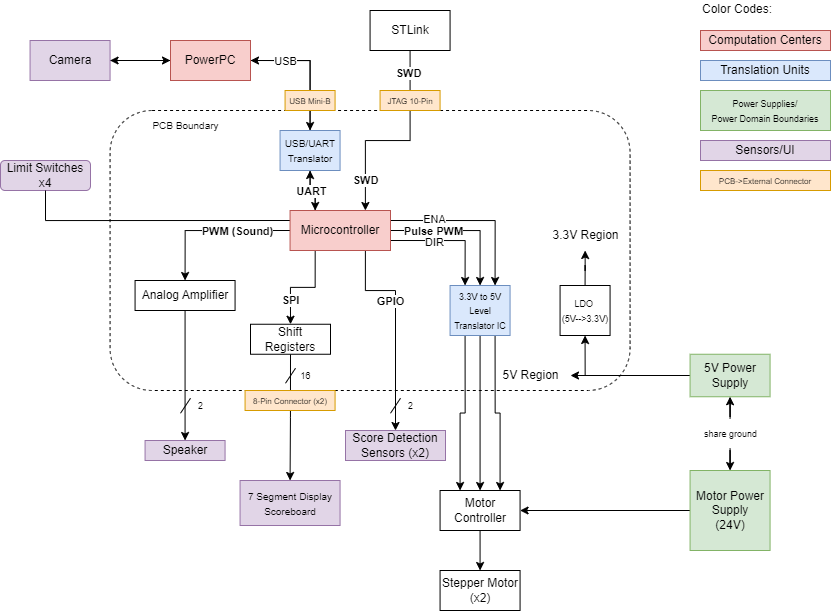 Color Codes:
STLink
Computation Centers
Camera
PowerPC
USB
SWD
Translation Units
USB Mini-B
JTAG 10-Pin
Power Supplies/
Power Domain Boundaries
PCB Boundary
USB/UART
Translator
Sensors/UI
Limit Switches
x4
UART
SWD
PCB->External Connector
ENA
PWM (Sound)
Microcontroller
Pulse PWM
DIR
3.3V Region
Analog Amplifier
SPI
GPIO
3.3V to 5V
Level
Translator IC
LDO
(5V-->3.3V)
Shift
Registers
16
5V Region
5V Power
Supply
8-Pin Connector (x2)
2
2
share ground
Speaker
Score Detection
Sensors (x2)
7 Segment Display
Scoreboard
Motor
Controller
Motor Power
Supply
(24V)
Stepper Motor
(x2)